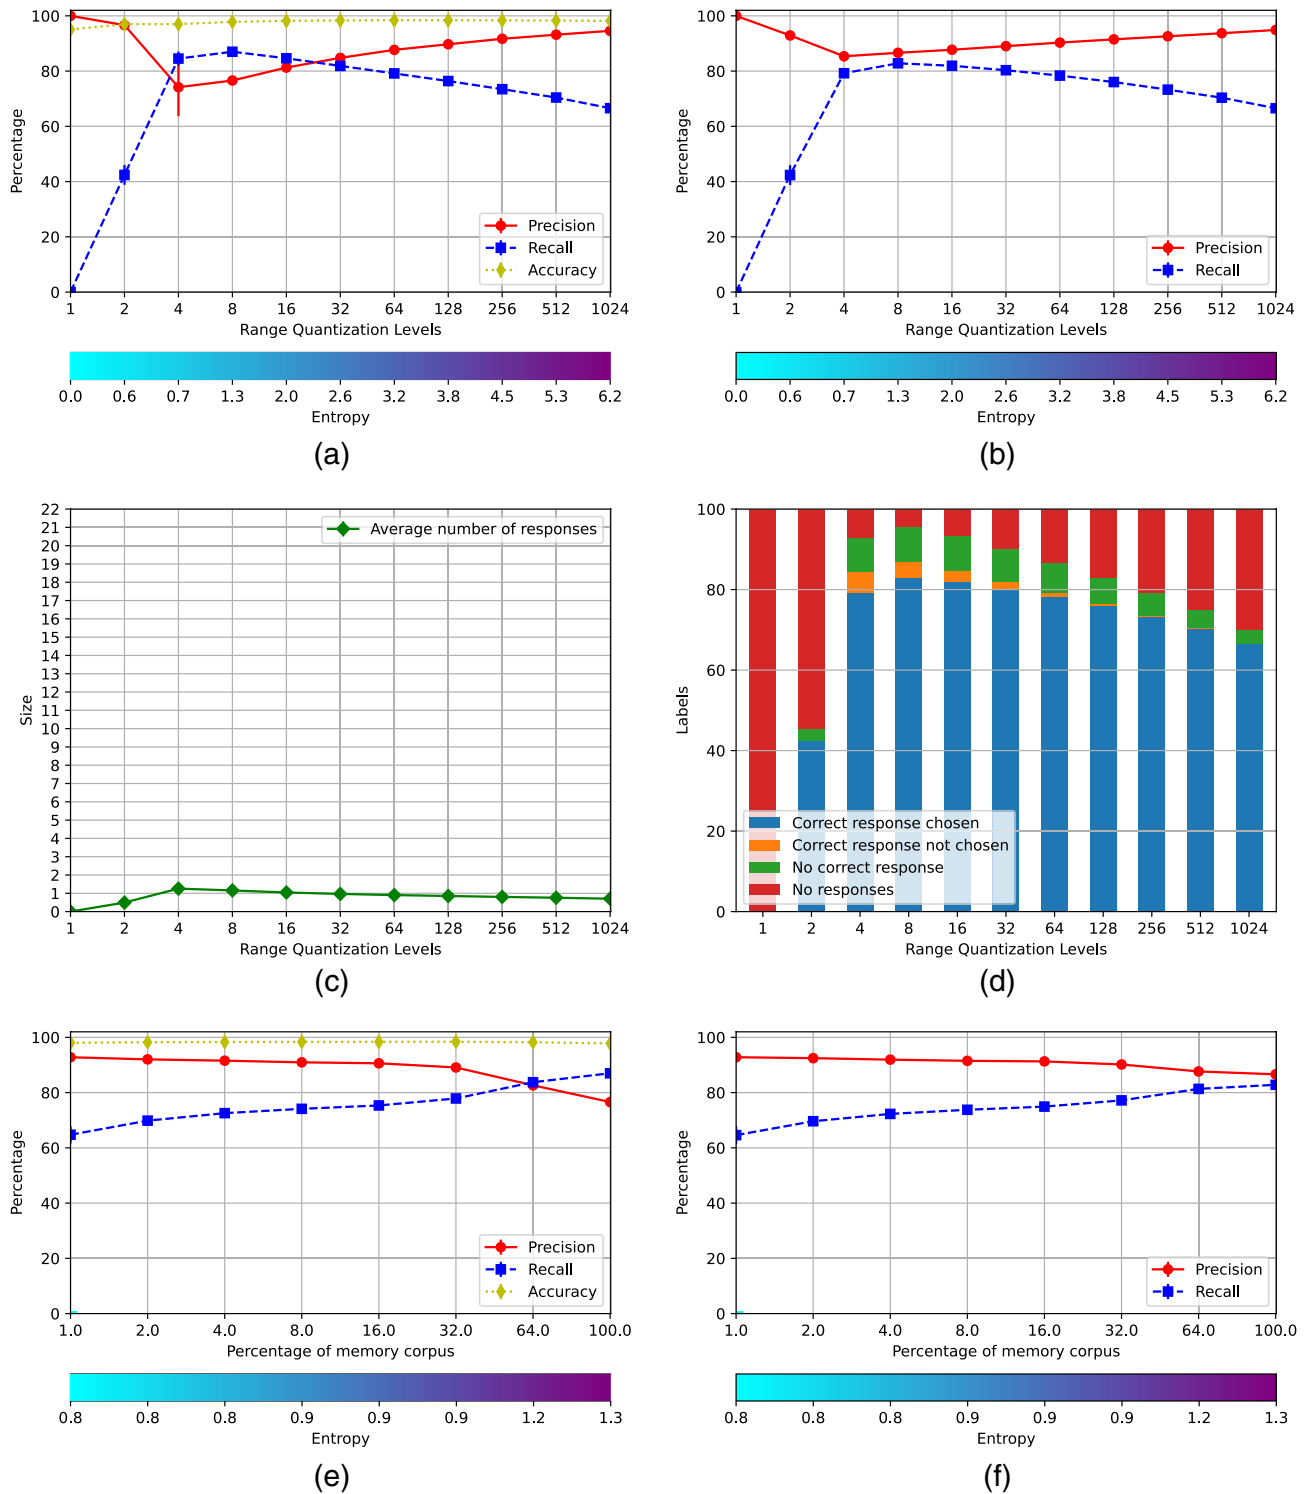 100
80
60
40
20
0
Percentage
Precision
Recall
Accuracy
1 2 4 8 16 32 64 128 256 512 1024
Range Quantization Levels
0.0 0.6 0.7 1.3 2.0 2.6 3.2 3.8 4.5 5.3 6.2
Entropy
(a)
100
80
60
40
20
0
Percentage
Precision
Recall
1 2 4 8 16 32 64 128 256 512 1024
Range Quantization Levels
0.0 0.6 0.7 1.3 2.0 2.6 3.2 3.8 4.5 5.3 6.2
Entropy
(b)
22
21
20
19
18
17
16
15
14
13
12
11
10
9
8
7
6
5
4
3
2
1
0
Size
Average number of responses
1 2 4 8 16 32 64 128 256 512 1024
Range Quantization Levels
(c)
100
80
60
40
20
0
Labels
Correct response chosen
Correct response not chosen
No correct response
No responses
1 2 4 8 16 32 64 128 256 512 1024
Range Quantization Levels
(d)
100
80
60
40
20
0
Percentage
Precision
Recall
Accuracy
1.0 2.0 4.0 8.0 16.0 32.0 64.0 100.0
Percentage of memory corpus
0.8 0.8 0.8 0.9 0.9 0.9 1.2 1.3
Entropy
(e)
100
80
60
40
20
0
Percentage
Precision
Recall
1.0 2.0 4.0 8.0 16.0 32.0 64.0 100.0
Percentage of memory corpus
0.8 0.8 0.8 0.9 0.9 0.9 1.2 1.3
Entropy
(f)